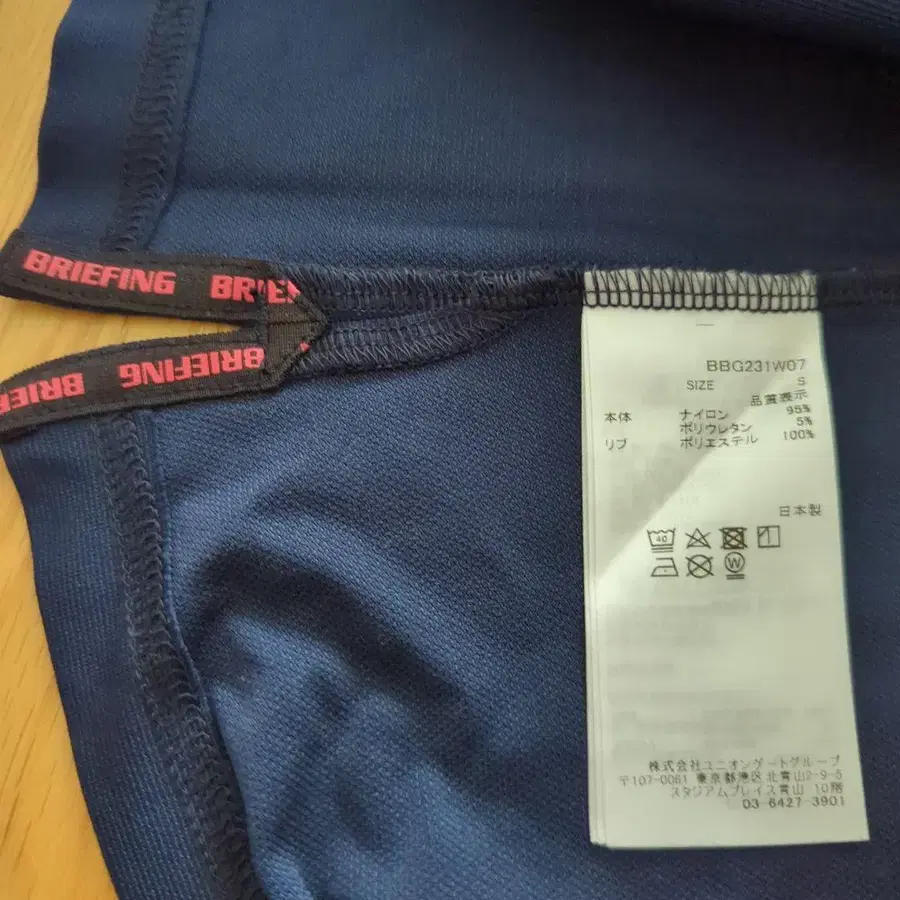 BRIEFING BRIEF
BRIEFING BRIEF
BBG231W07
SIZE S
品質表示
本体 ナイロン 95%
ポリウレタン 5%
リブ ポリエステル 100%
日本製
40
W
株式会社ユニオンゲートグループ
〒107-0061 東京都港区北青山2-9-5
スタジアムプレイス青山 10階
03-6427-3901